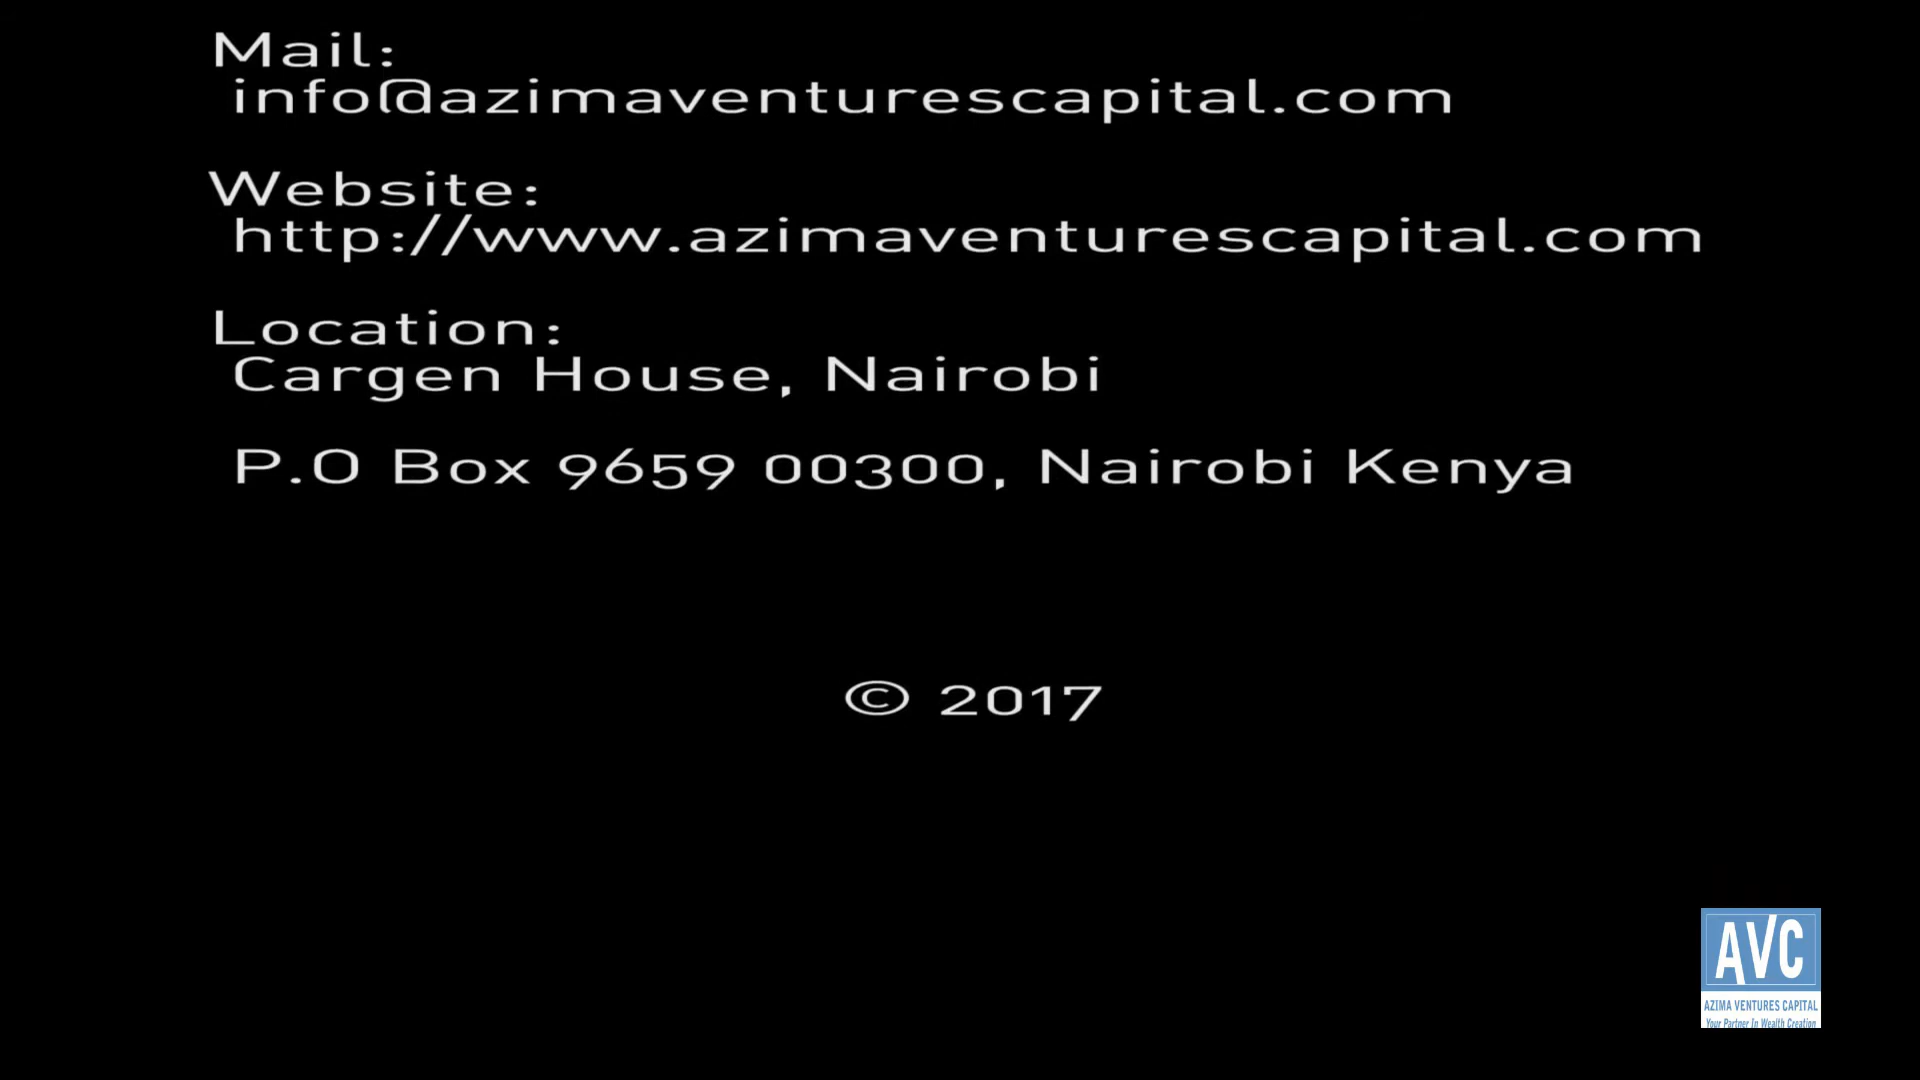 Mail:
info@azimaventurescapital.com
Website:
http://www.azimaventurescapital.com
Location:
Cargen House, Nairobi
P.O Box 9659 00300, Nairobi Kenya
© 2017
AVC
AZIMA VENTURES CAPITAL
Your Partner In Wealth Creation